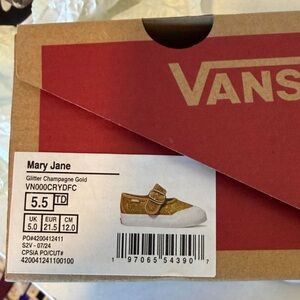 VANS
Mary Jane
Glitter Champagne Gold
VN000CRYDFC
5.5 TD
UK EUR CM
5.0 21.5 12.0
PO#4200412411
S2V - 07/24
CPSIA PO/CUT#
420041241100100
1 97065 54390 7